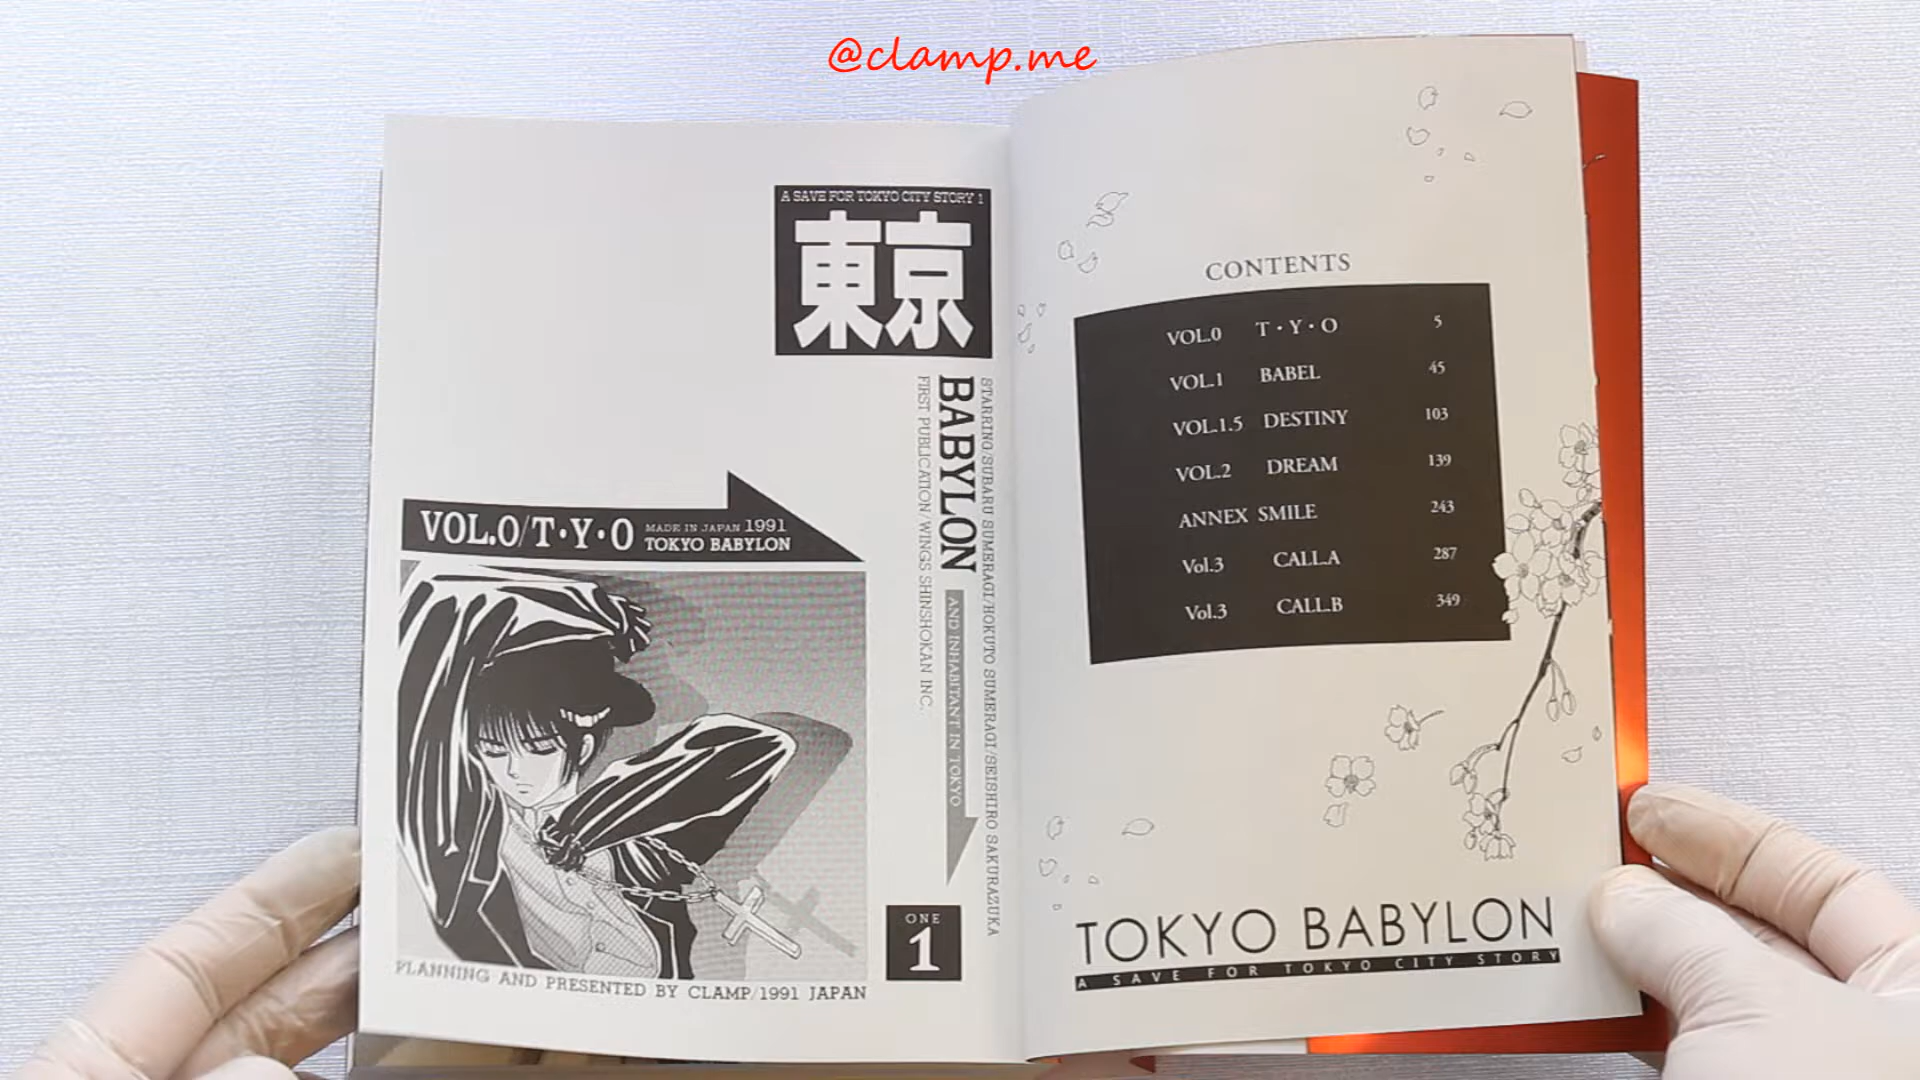 @clamp.me
A SAVE FOR TOKYO CITY STORY 1
東京
BABYLON
STARRING/SUBARU SUMERAGI/HOKUTO SUMERAGI/SEISHIRO SAKURAZUKA
FIRST PUBLICATION/WINGS SHINSHOKAN INC.
AND INHABITANT IN TOKYO
VOL.0/T・Y・O
MADE IN JAPAN 1991
TOKYO BABYLON
ONE
1
PLANNING AND PRESENTED BY CLAMP/1991 JAPAN
CONTENTS
VOL.0 T・Y・O 5
VOL.1 BABEL 45
VOL.1.5 DESTINY 103
VOL.2 DREAM 139
ANNEX SMILE 243
Vol.3 CALL.A 287
Vol.3 CALL.B 349
TOKYO BABYLON
A SAVE FOR TOKYO CITY STORY